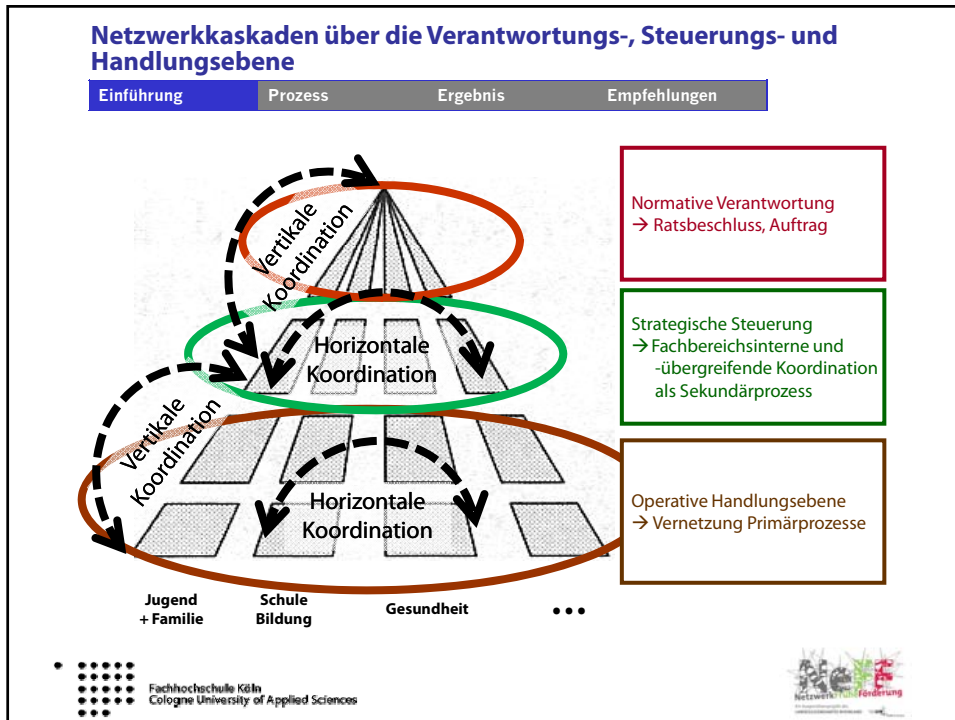 Netzwerkkaskaden über die Verantwortungs-, Steuerungs- und
Handlungsebene
Einführung Prozess Ergebnis Empfehlungen
Vertikale
Koordination
Normative Verantwortung
→ Ratsbeschluss, Auftrag
Horizontale
Koordination
Strategische Steuerung
→ Fachbereichsinterne und
-übergreifende Koordination
als Sekundärprozess
Vertikale
Koordination
Horizontale
Koordination
Operative Handlungsebene
→ Vernetzung Primärprozesse
Jugend
+ Familie
Schule
Bildung
Gesundheit
•••
Fachhochschule Köln
Cologne University of Applied Sciences
NeFF
Netzwerk Frühe Förderung